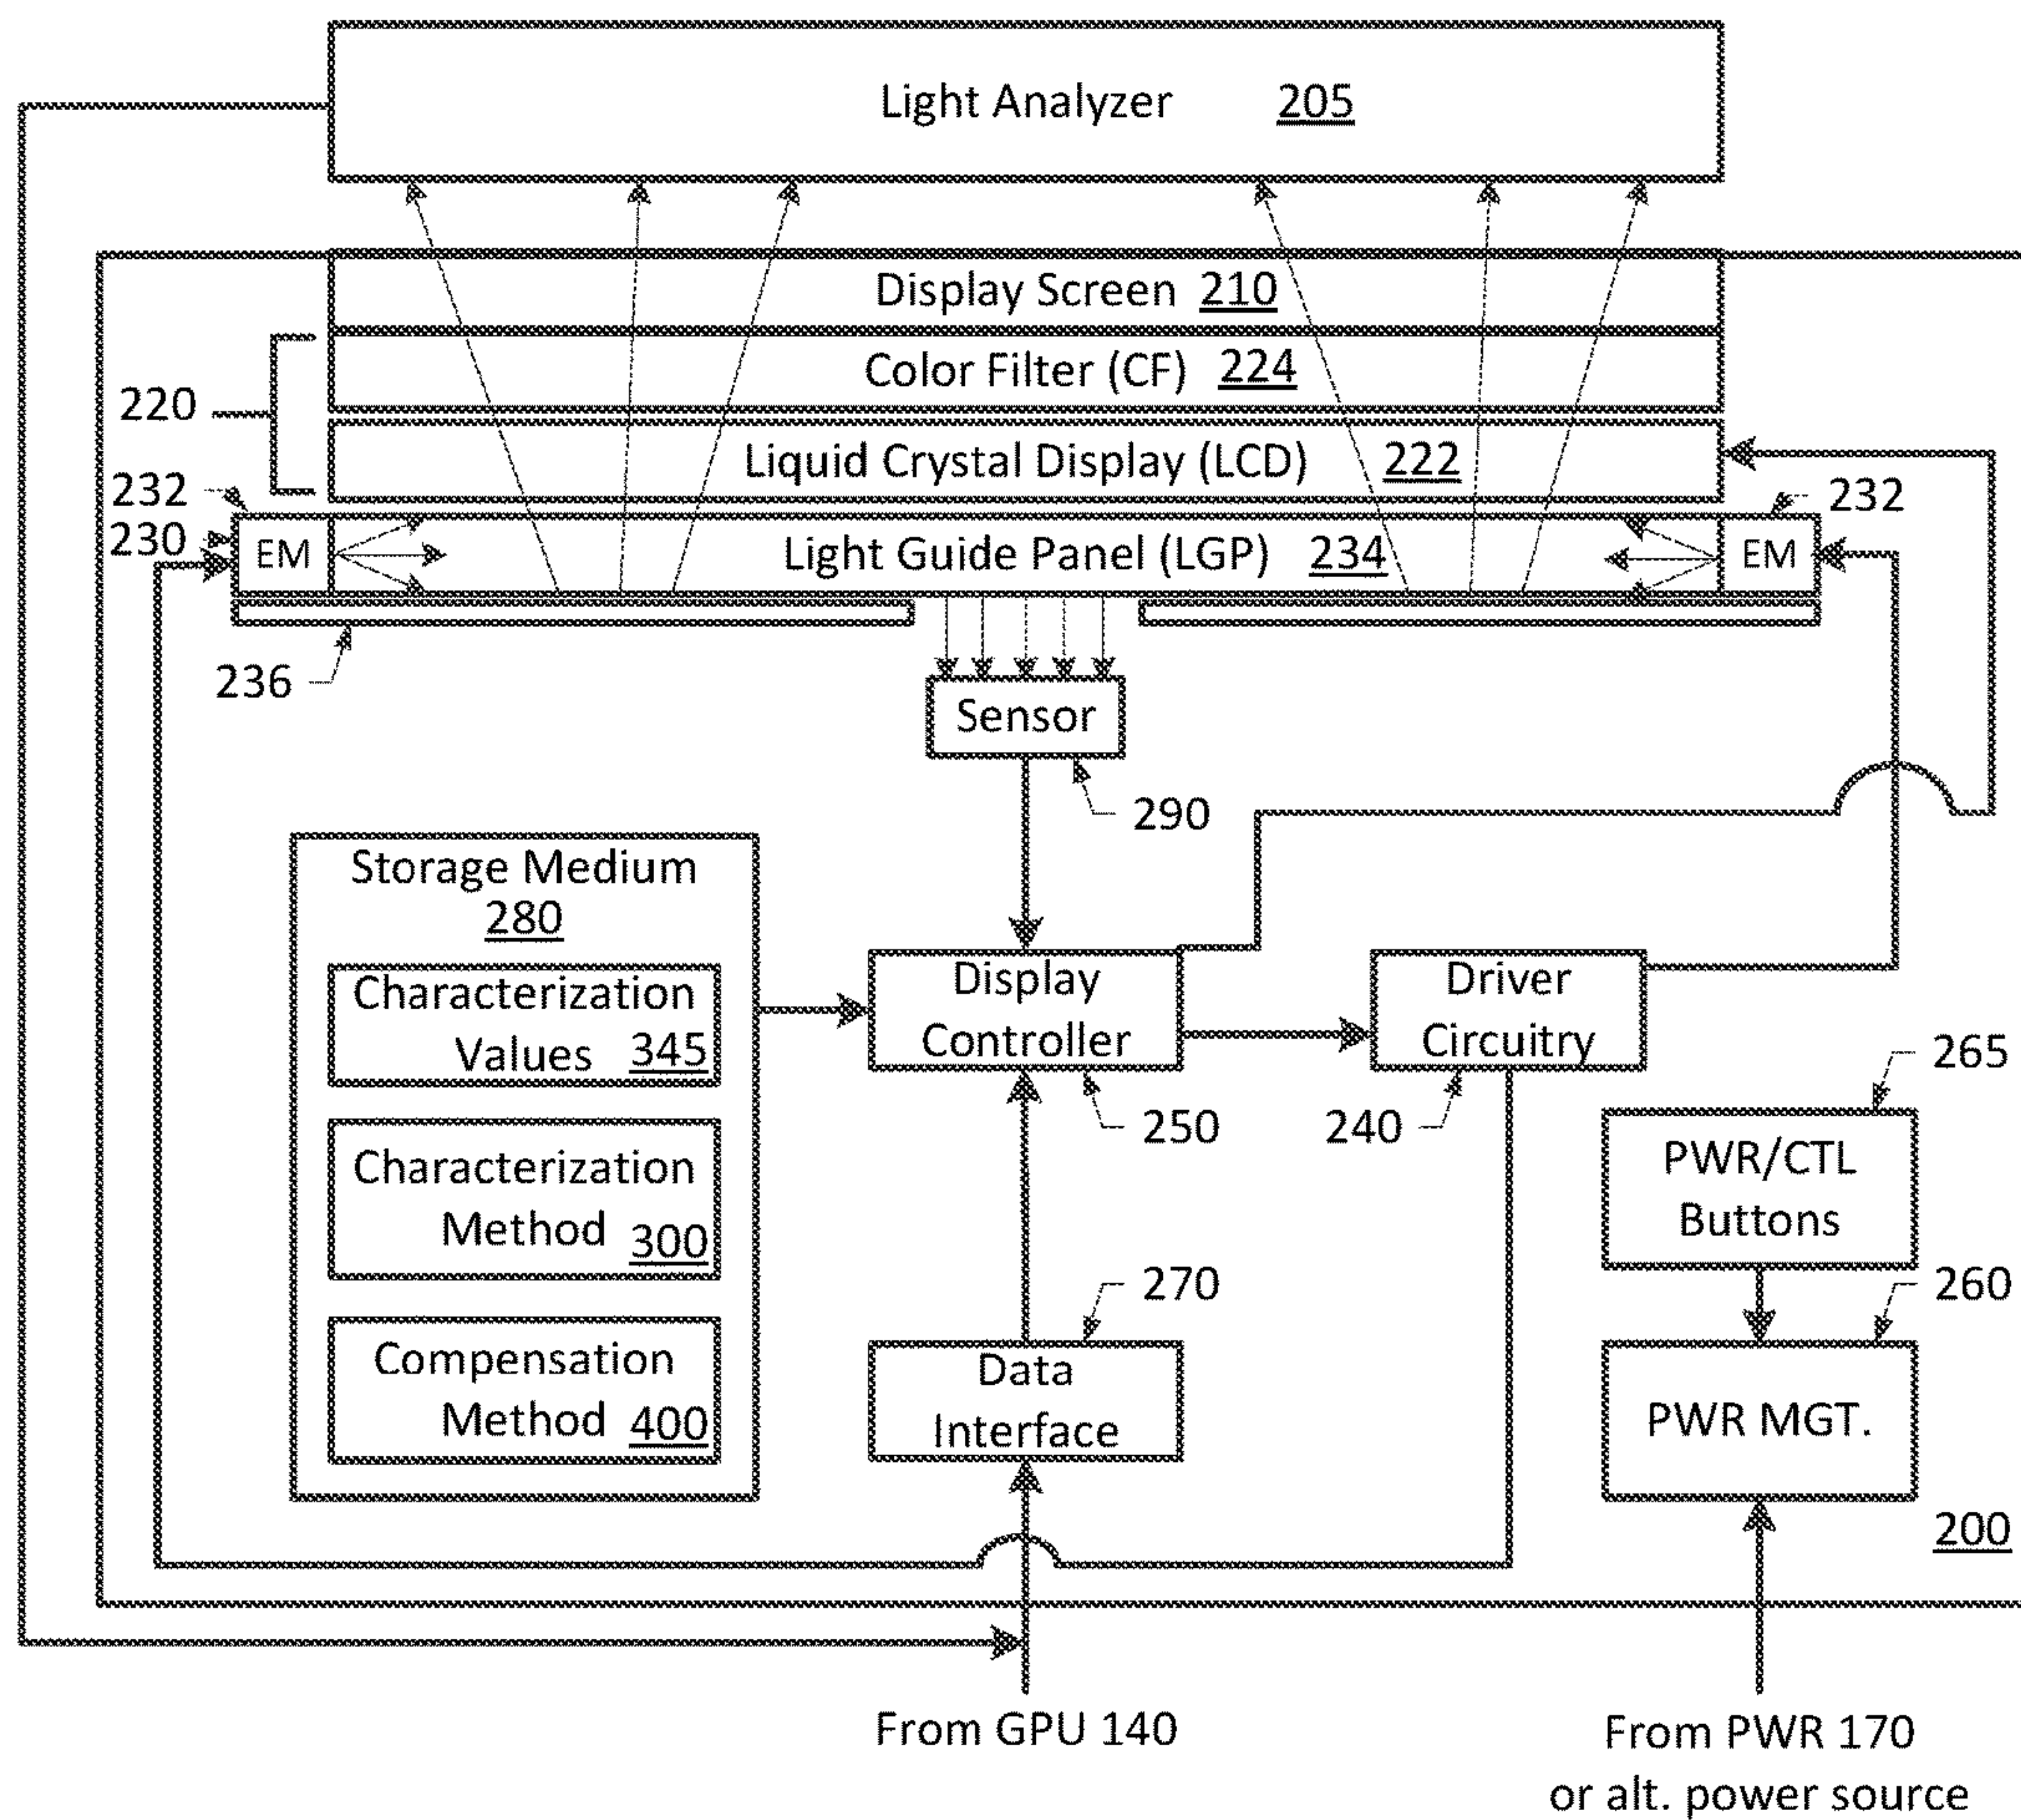 Light Analyzer 205
Display Screen 210
Color Filter (CF) 224
220
Liquid Crystal Display (LCD) 222
232
232
230
EM
Light Guide Panel (LGP) 234
EM
236
Sensor
290
Storage Medium
280
Characterization
Values 345
Characterization
Method 300
Compensation
Method 400
Display
Controller
250
Driver
Circuitry
240
265
PWR/CTL
Buttons
270
260
Data
Interface
PWR MGT.
200
From GPU 140
From PWR 170
or alt. power source